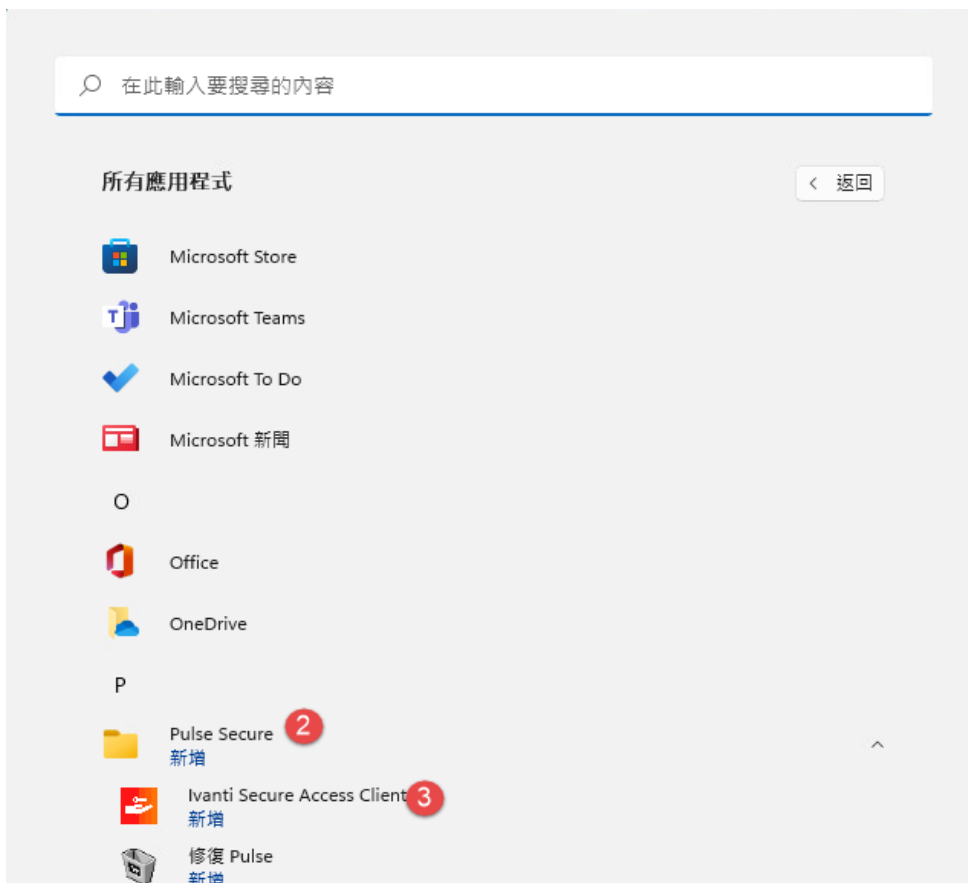 在此輸入要搜尋的內容
所有應用程式
返回
Microsoft Store
Microsoft Teams
Microsoft To Do
Microsoft 新聞
O
Office
OneDrive
P
Pulse Secure 2
新增
Ivanti Secure Access Client 3
新增
修復 Pulse
新增